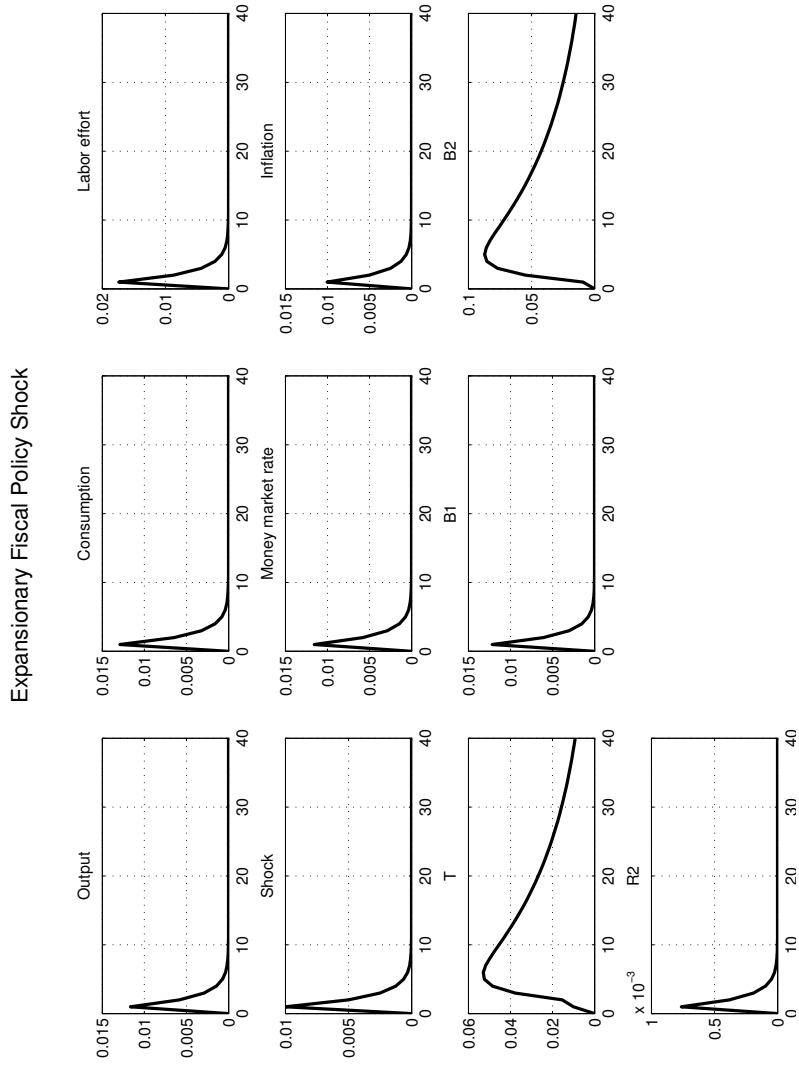 Expansionary Fiscal Policy Shock
Output
0.015
0.01
0.005
0
0 10 20 30 40
Consumption
0.015
0.01
0.005
0
0 10 20 30 40
Labor effort
0.02
0.01
0
0 10 20 30 40
Shock
0.01
0.005
0
0 10 20 30 40
Money market rate
0.015
0.01
0.005
0
0 10 20 30 40
Inflation
0.015
0.01
0.005
0
0 10 20 30 40
T
0.06
0.04
0.02
0
0 10 20 30 40
B1
0.015
0.01
0.005
0
0 10 20 30 40
B2
0.1
0.05
0
0 10 20 30 40
R2
x 10⁻³
1
0.5
0
0 10 20 30 40